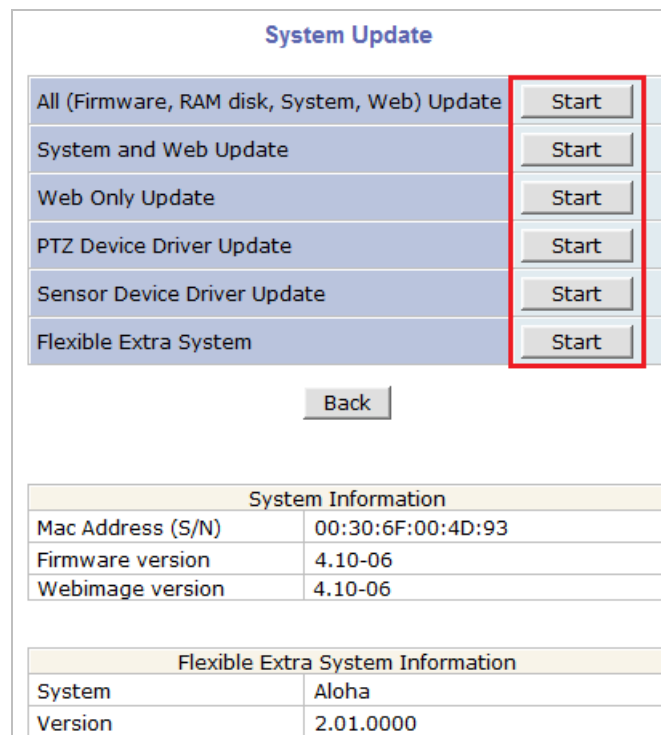 System Update
All (Firmware, RAM disk, System, Web) Update Start
System and Web Update Start
Web Only Update Start
PTZ Device Driver Update Start
Sensor Device Driver Update Start
Flexible Extra System Start
Back
System Information
Mac Address (S/N) 00:30:6F:00:4D:93
Firmware version 4.10-06
Webimage version 4.10-06
Flexible Extra System Information
System Aloha
Version 2.01.0000